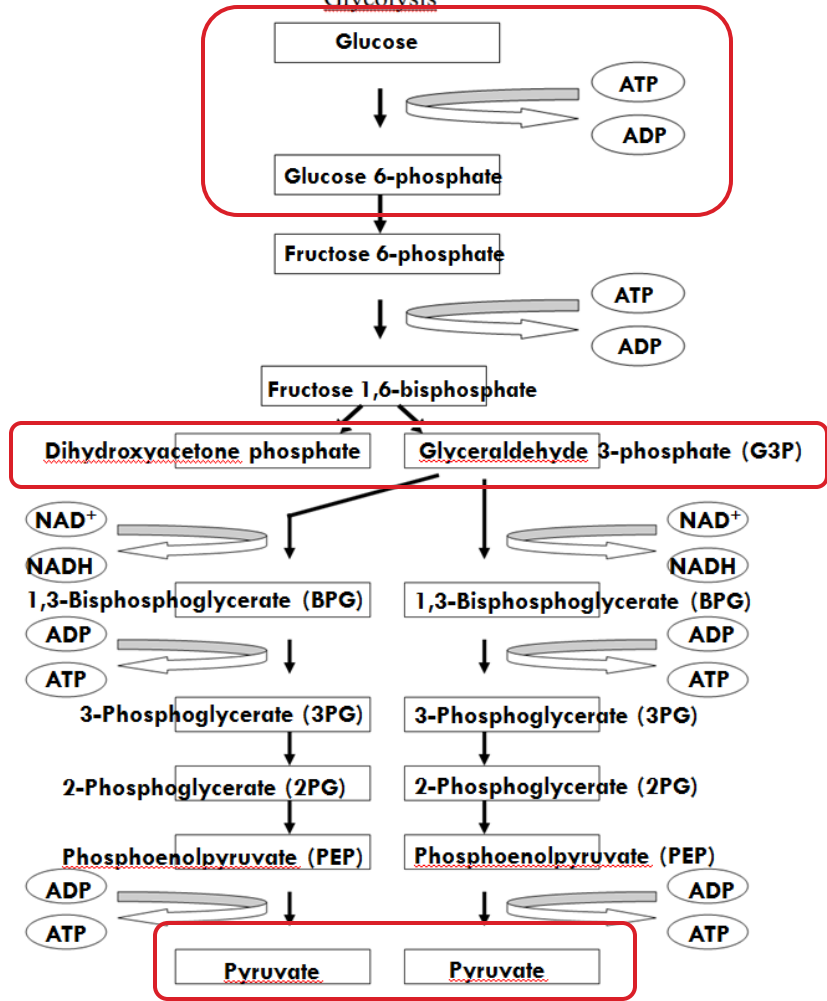 Glycolysis
Glucose
ATP
ADP
Glucose 6-phosphate
Fructose 6-phosphate
ATP
ADP
Fructose 1,6-bisphosphate
Dihydroxyacetone phosphate
Glyceraldehyde 3-phosphate (G3P)
NAD+
NAD+
NADH
NADH
1,3-Bisphosphoglycerate (BPG)
1,3-Bisphosphoglycerate (BPG)
ADP
ADP
ATP
ATP
3-Phosphoglycerate (3PG)
3-Phosphoglycerate (3PG)
2-Phosphoglycerate (2PG)
2-Phosphoglycerate (2PG)
Phosphoenolpyruvate (PEP)
Phosphoenolpyruvate (PEP)
ADP
ADP
ATP
ATP
Pyruvate
Pyruvate